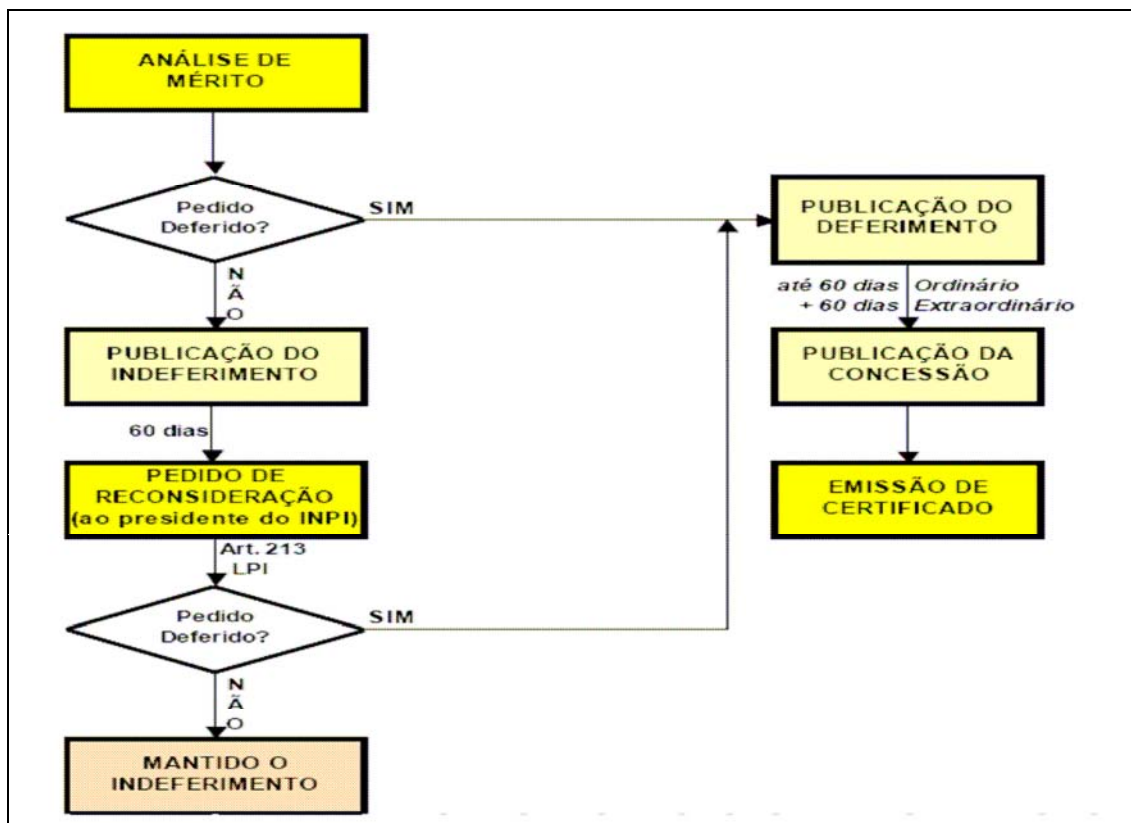 ANÁLISE DE
MÉRITO
Pedido
Deferido?
SIM
N
Ã
O
PUBLICAÇÃO DO
INDEFERIMENTO
60 dias
PEDIDO DE
RECONSIDERAÇÃO
(ao presidente do INPI)
Art. 213
LPI
Pedido
Deferido?
SIM
N
Ã
O
MANTIDO O
INDEFERIMENTO
PUBLICAÇÃO DO
DEFERIMENTO
até 60 dias Ordinário
+ 60 dias Extraordinário
PUBLICAÇÃO DA
CONCESSÃO
EMISSÃO DE
CERTIFICADO